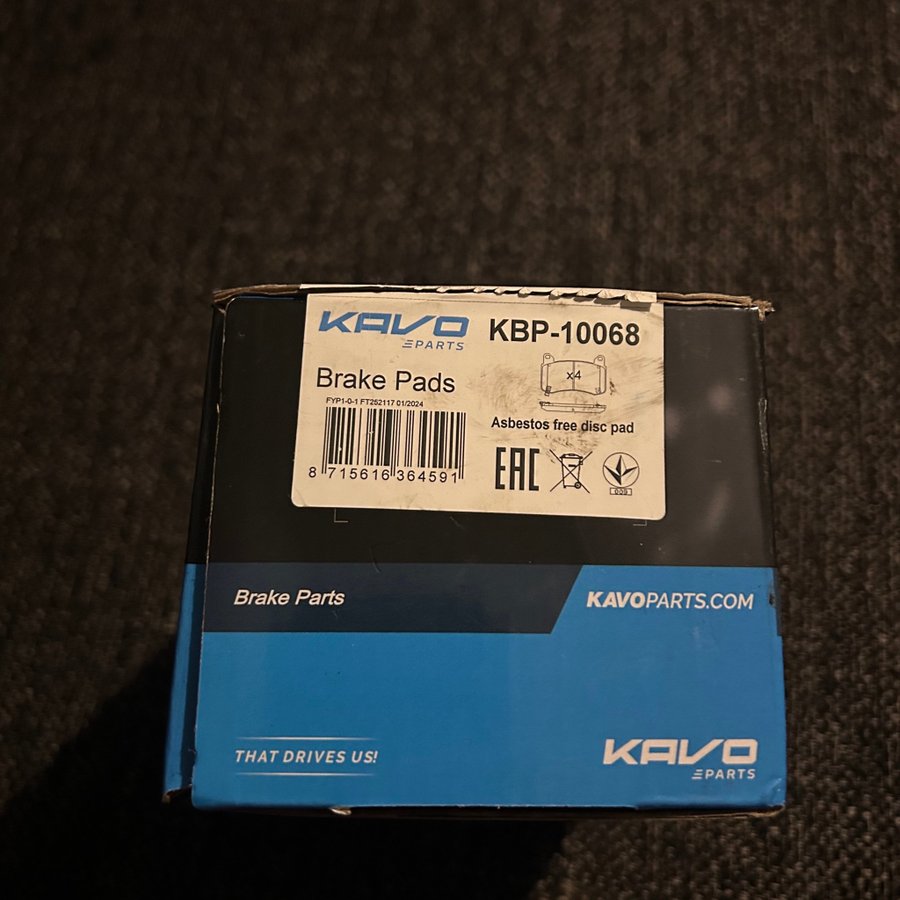 KAVO
PARTS
KBP-10068
x4
Brake Pads
FYP1-0-1 FT252117 01/2024
8 715616 364591
Asbestos free disc pad
EAC
009
Brake Parts
KAVOPARTS.COM
THAT DRIVES US!
KAVO
PARTS